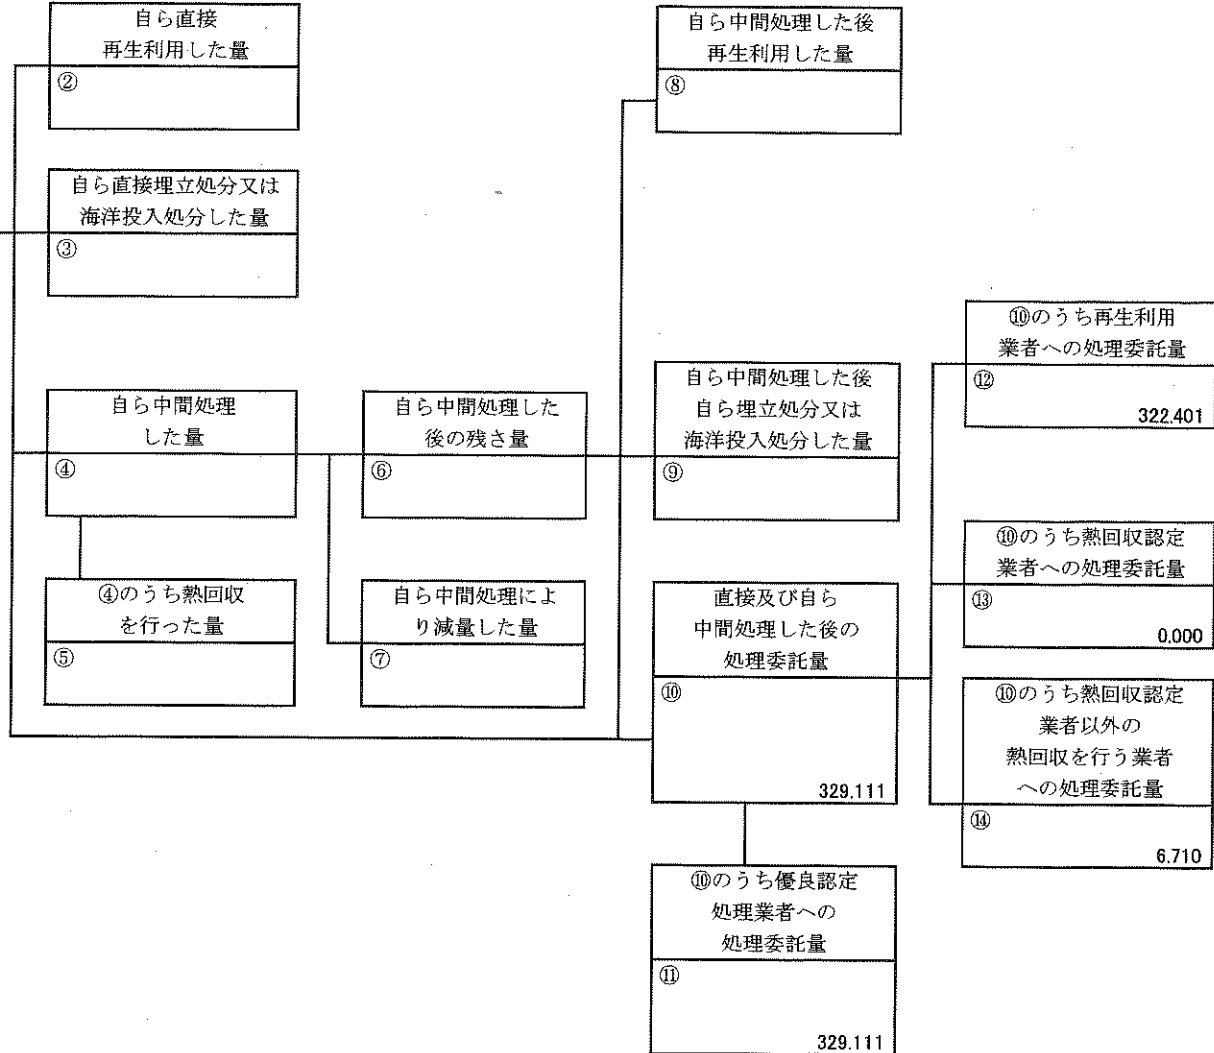 自ら直接
再生利用した量
②
自ら中間処理した後
再生利用した量
⑧
自ら直接埋立処分又は
海洋投入処分した量
③
⑩のうち再生利用
業者への処理委託量
⑫
322.401
自ら中間処理
した量
④
自ら中間処理した
後の残さ量
⑥
自ら中間処理した後
自ら埋立処分又は
海洋投入処分した量
⑨
⑩のうち熱回収認定
業者への処理委託量
⑬
0.000
④のうち熱回収
を行った量
⑤
自ら中間処理によ
り減量した量
⑦
直接及び自ら
中間処理した後の
処理委託量
⑩
329.111
⑩のうち熱回収認定
業者以外の
熱回収を行う業者
への処理委託量
⑭
6.710
⑩のうち優良認定
処理業者への
処理委託量
⑪
329.111